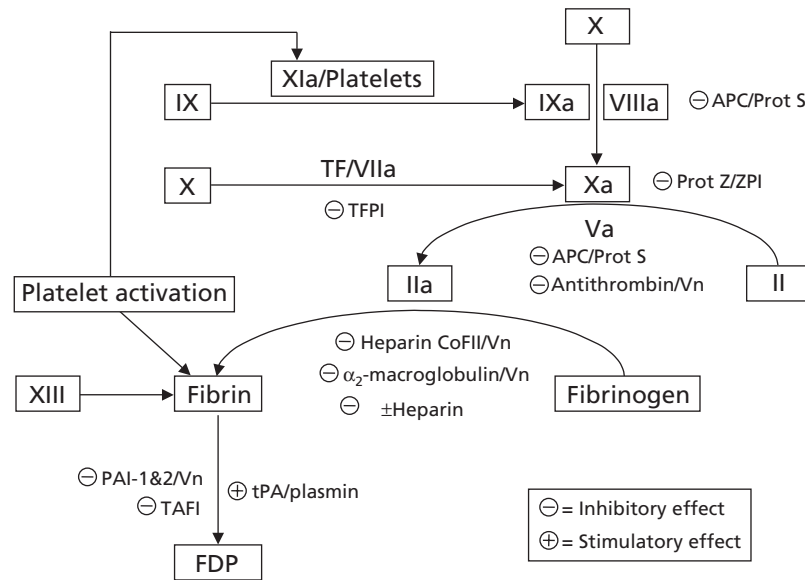 X
XIa/Platelets
IX
IXa
VIIIa
⊖ APC/Prot S
TF/VIIa
X
Xa
⊖ Prot Z/ZPI
⊖ TFPI
Va
⊖ APC/Prot S
Platelet activation
IIa
⊖ Antithrombin/Vn
II
⊖ Heparin CoFII/Vn
⊖ α₂-macroglobulin/Vn
XIII
Fibrin
Fibrinogen
⊖ ±Heparin
⊖ PAI-1&2/Vn
⊕ tPA/plasmin
⊖ TAFI
⊖ = Inhibitory effect
⊕ = Stimulatory effect
FDP